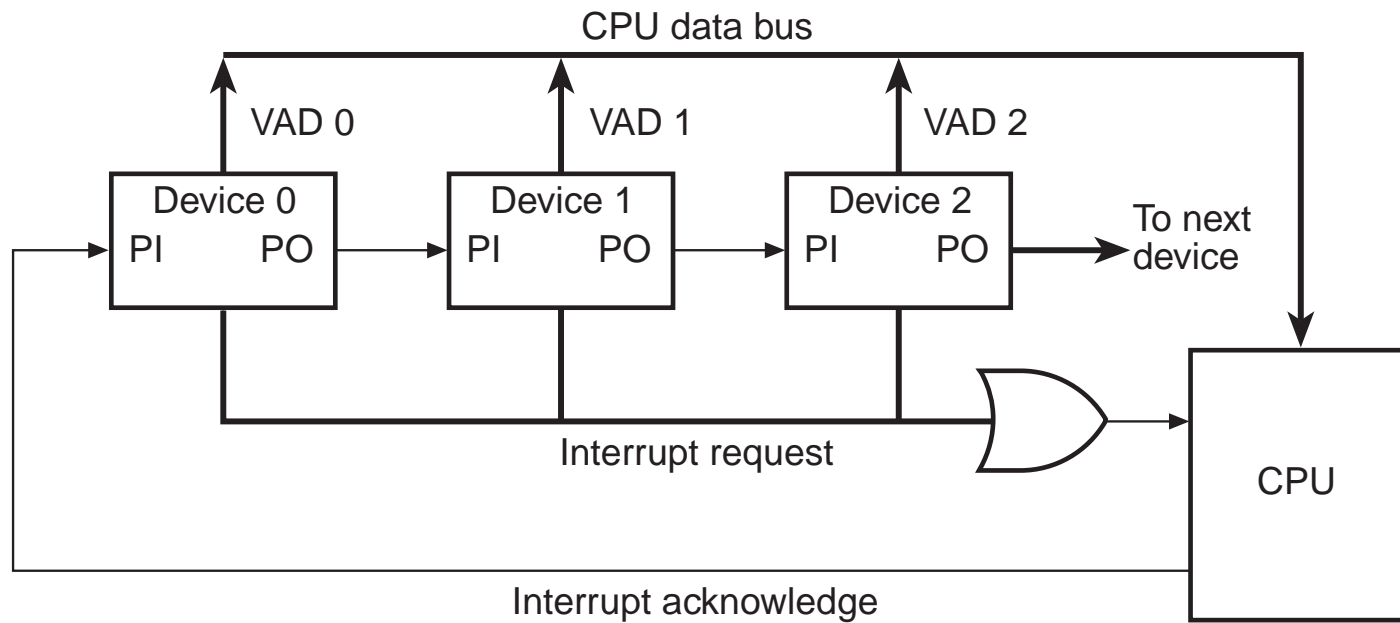 CPU data bus
VAD 0
VAD 1
VAD 2
Device 0
PI PO
Device 1
PI PO
Device 2
PI PO
To next
device
Interrupt request
CPU
Interrupt acknowledge